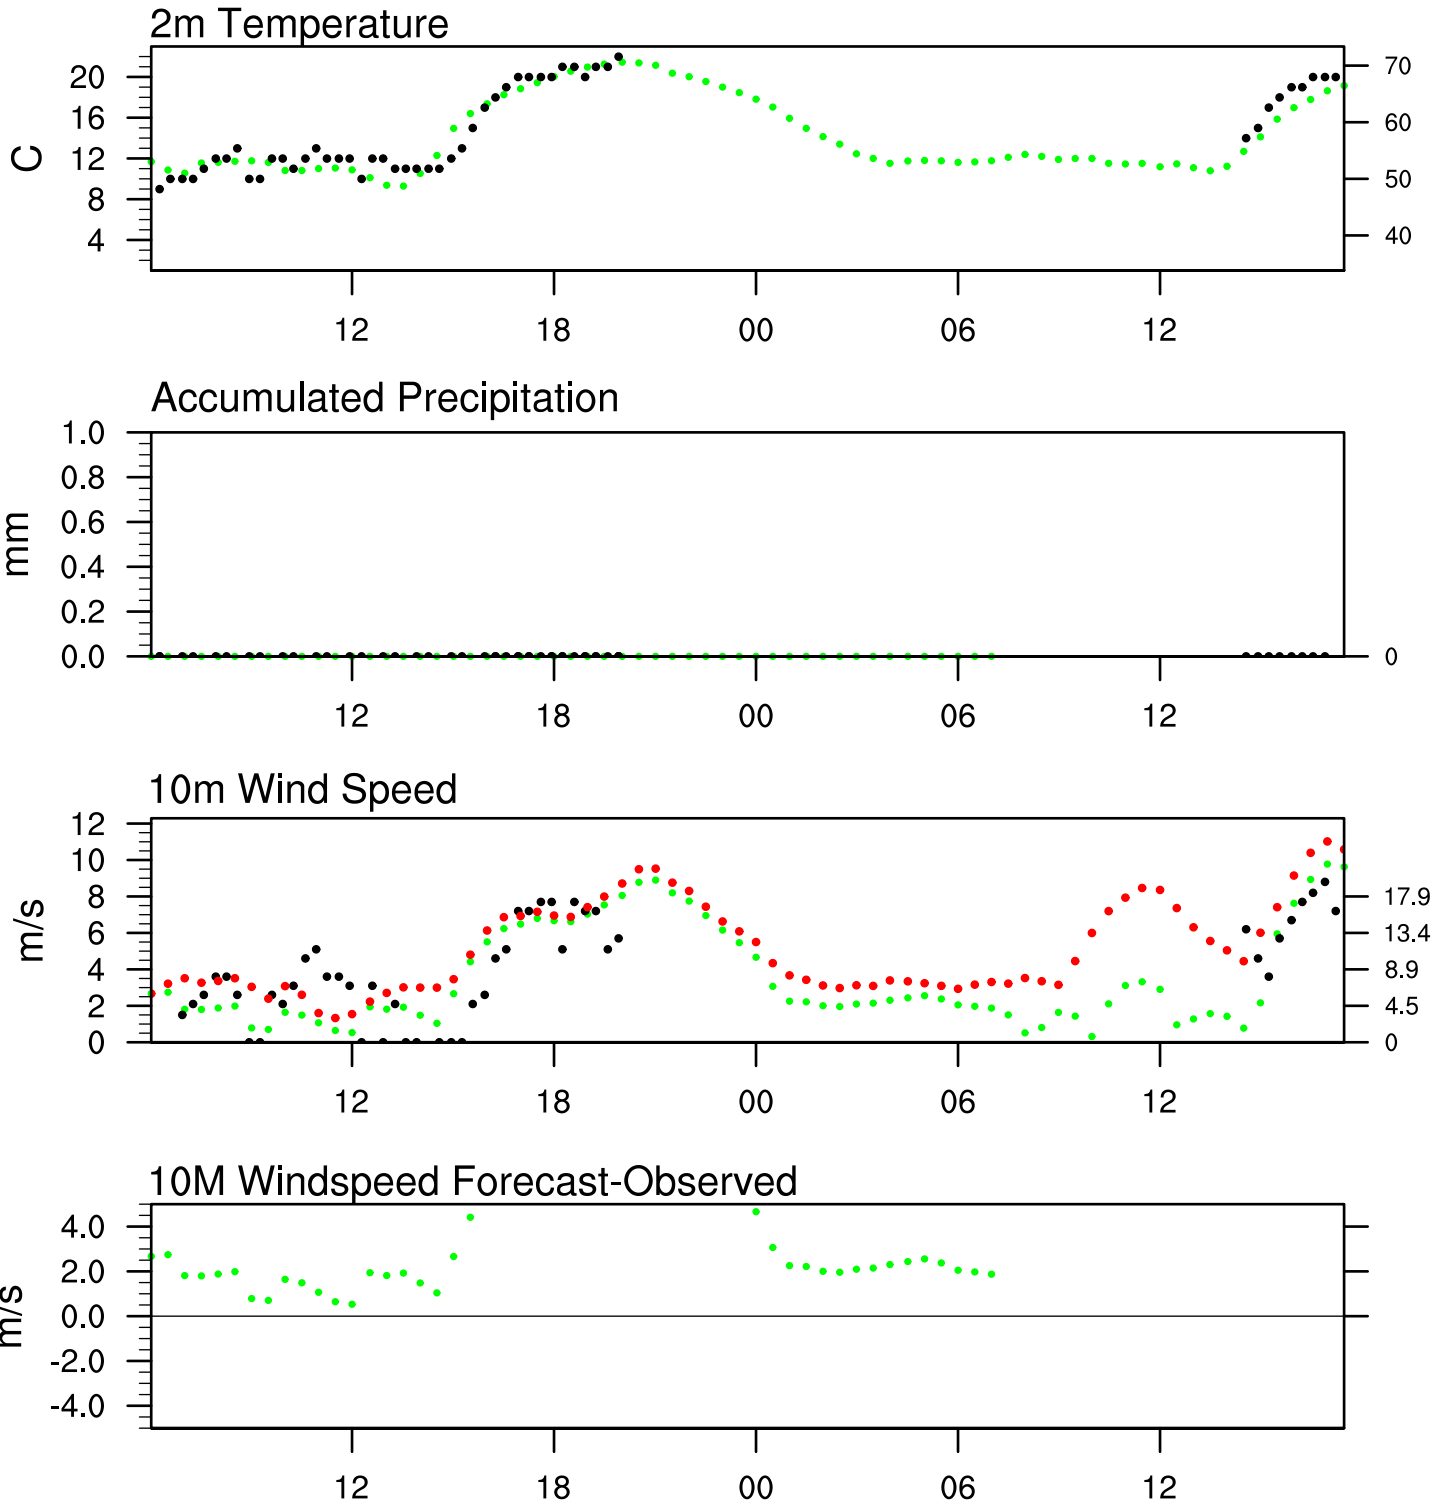 2m Temperature
C
20
16
12
8
4
70
60
50
40
12 18 00 06 12
Accumulated Precipitation
mm
1.0
0.8
0.6
0.4
0.2
0.0
0
12 18 00 06 12
10m Wind Speed
m/s
12
10
8
6
4
2
0
17.9
13.4
8.9
4.5
0
12 18 00 06 12
10M Windspeed Forecast-Observed
m/s
4.0
2.0
0.0
-2.0
-4.0
12 18 00 06 12